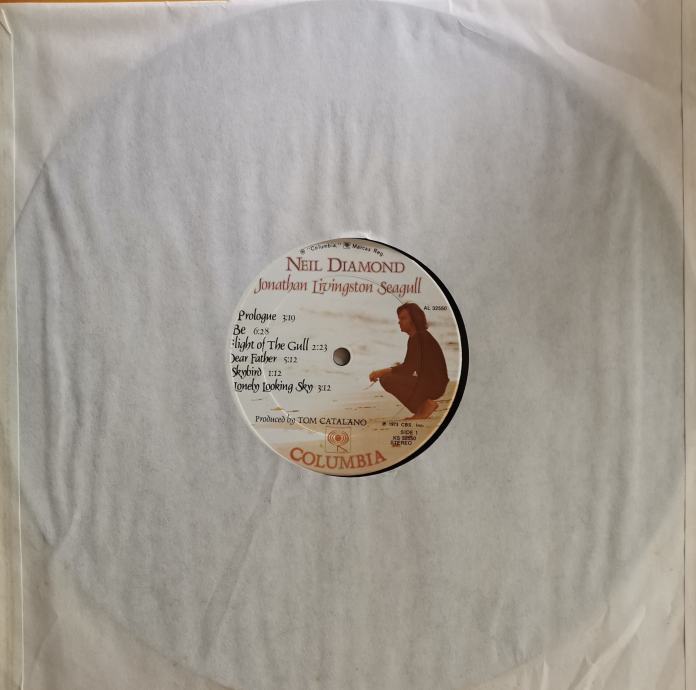 ® "Columbia," Marcas Reg.
NEIL DIAMOND
Jonathan Livingston Seagull
AL 32550
Prologue 3:19
Be 6:28
light of The Gull 2:23
Dear Father 5:12
Skybird 1:12
Lonely Looking Sky 3:12
Produced by TOM CATALANO
℗ 1973 CBS, Inc.
SIDE 1
KS 32550
STEREO
COLUMBIA